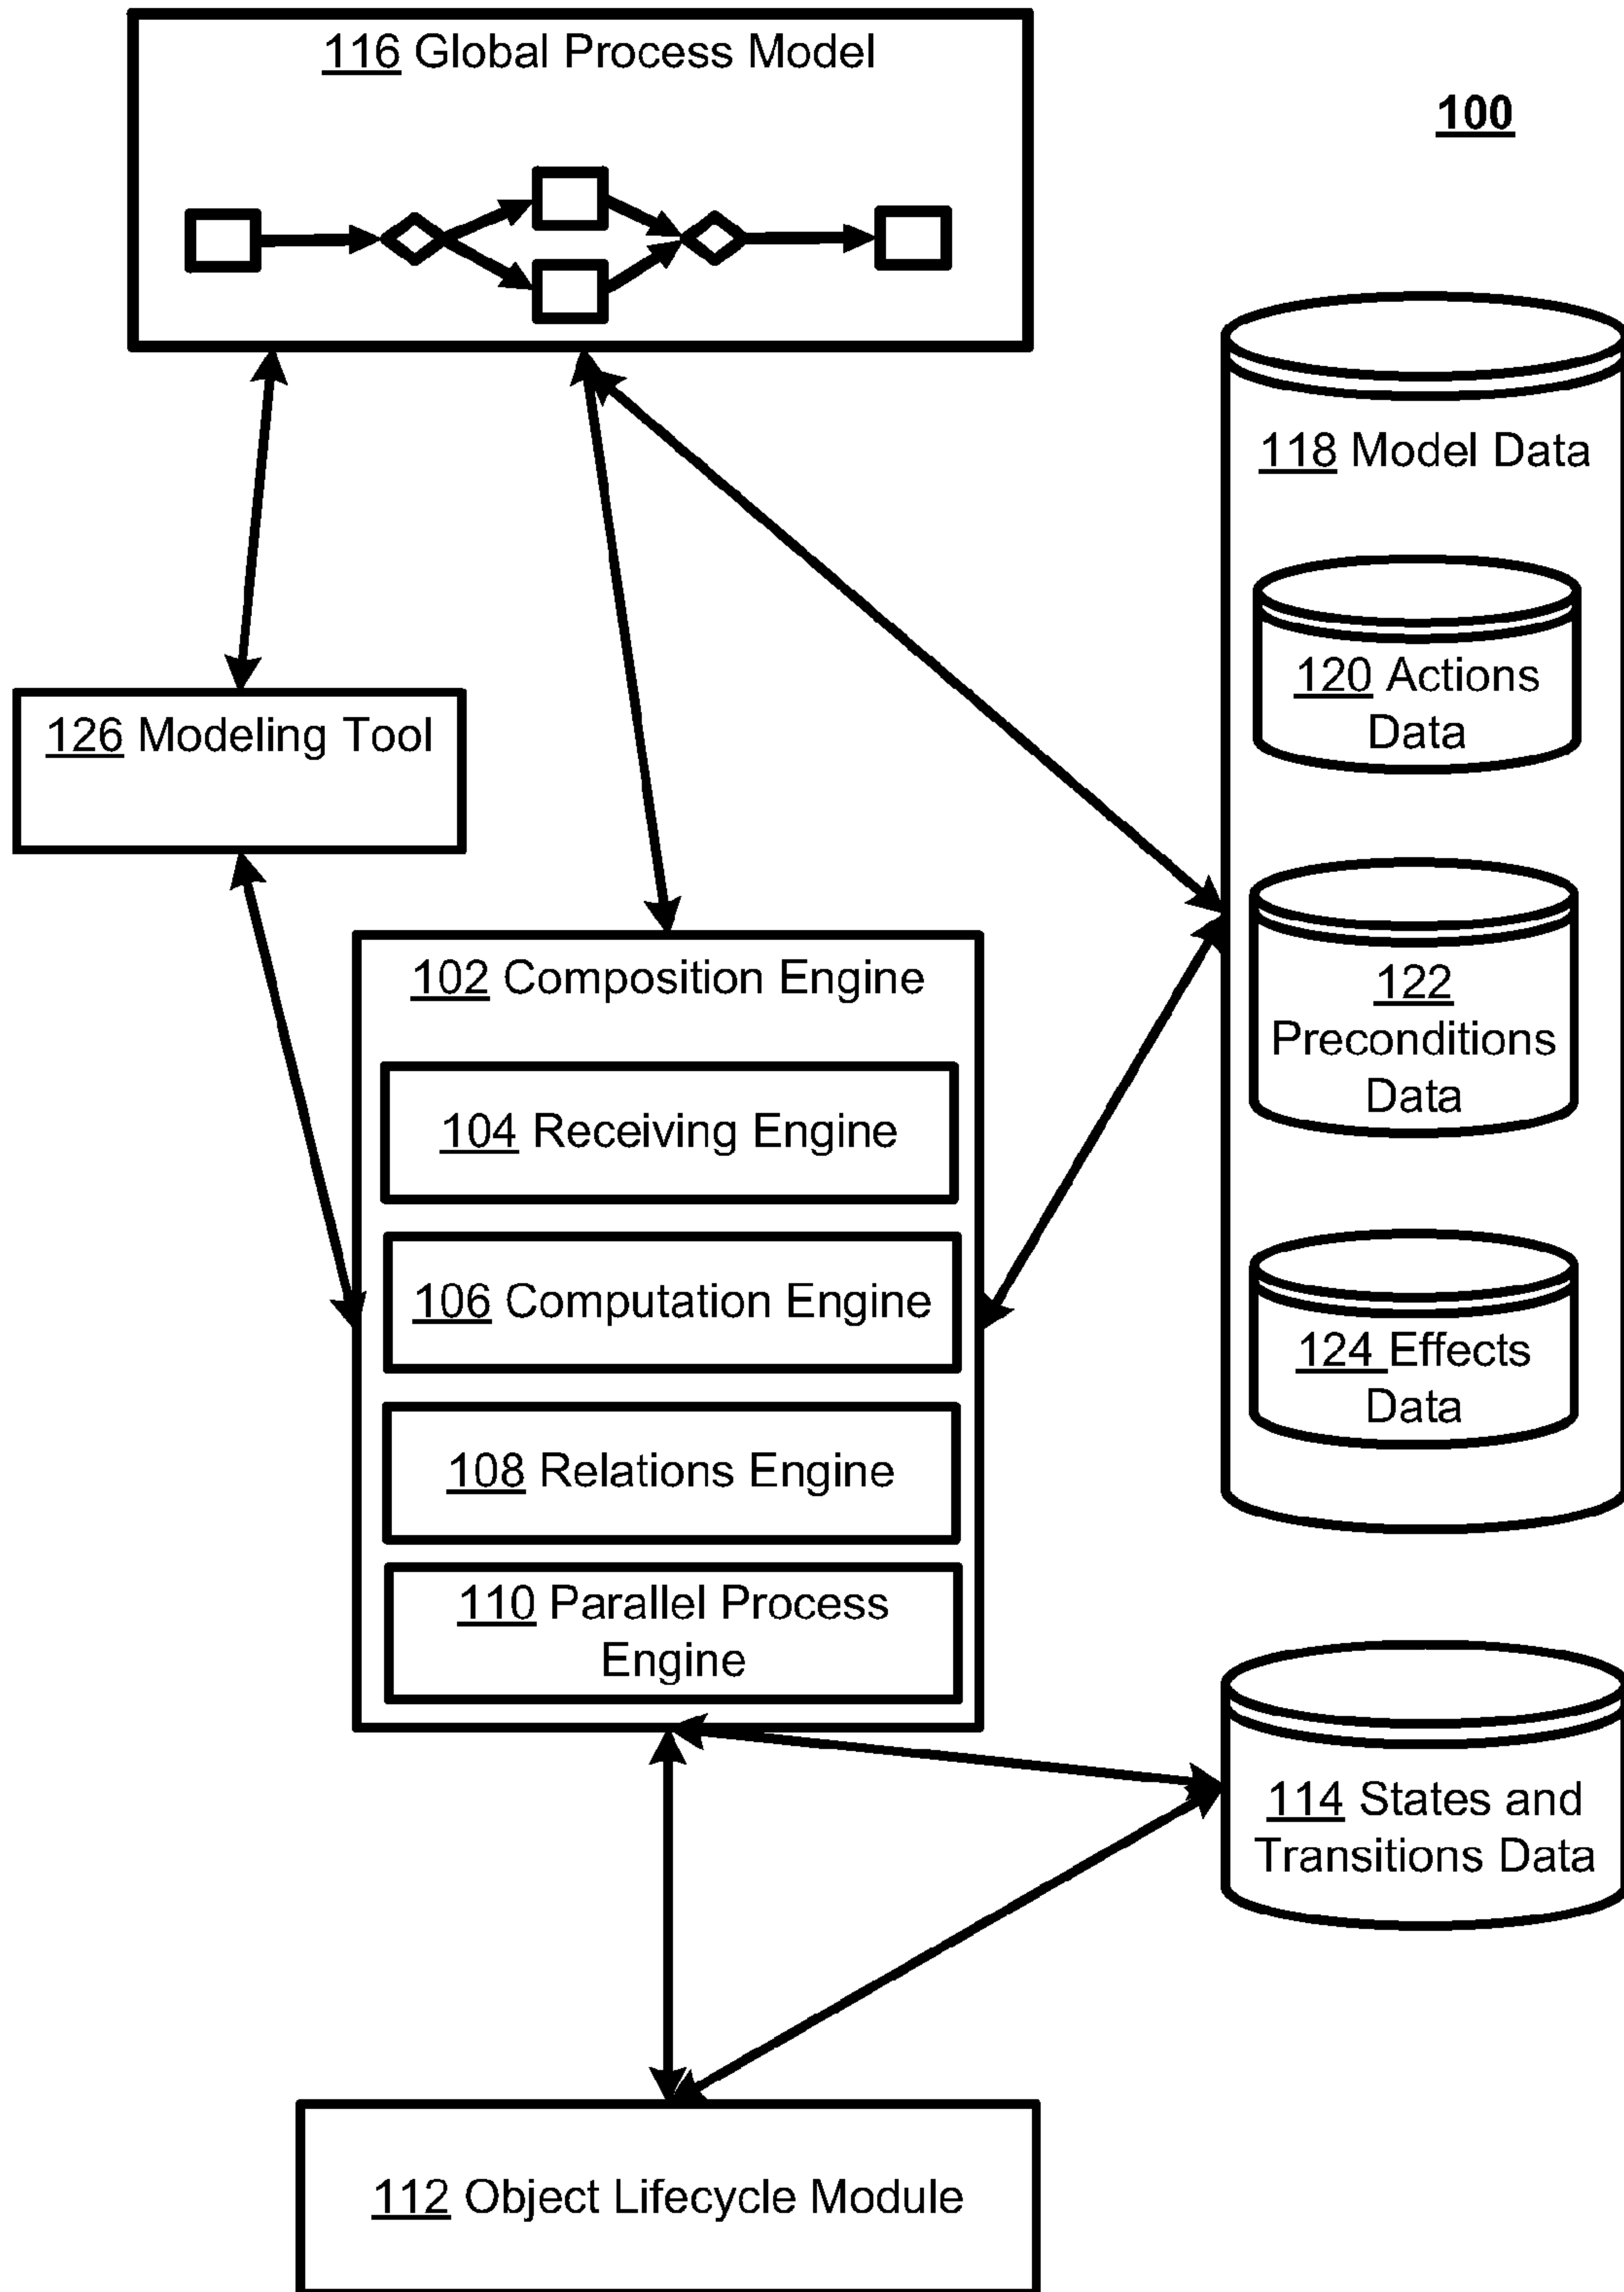 116 Global Process Model
100
118 Model Data
120 Actions
Data
126 Modeling Tool
102 Composition Engine
122
Preconditions
Data
104 Receiving Engine
106 Computation Engine
124 Effects
Data
108 Relations Engine
110 Parallel Process
Engine
114 States and
Transitions Data
112 Object Lifecycle Module